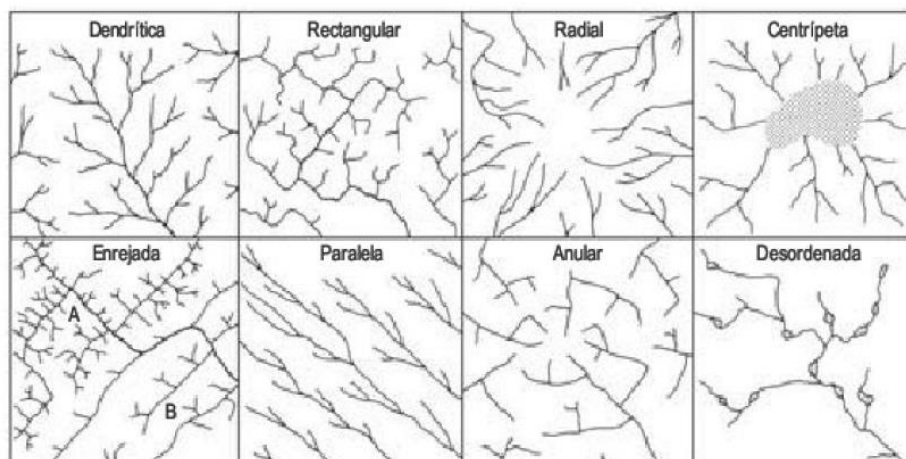 Dendrítica
Rectangular
Radial
Centrípeta
Enrejada
Paralela
Anular
Desordenada
A
B